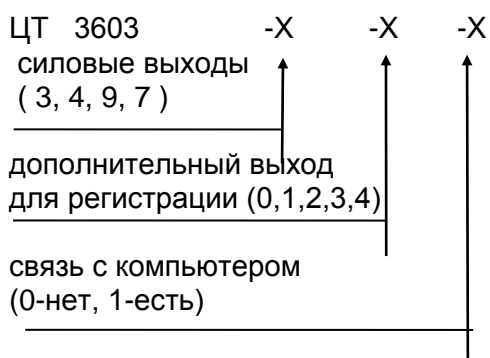 ЦТ 3603 -Х -Х -Х
силовые выходы
( 3, 4, 9, 7 )
дополнительный выход
для регистрации (0,1,2,3,4)
связь с компьютером
(0-нет, 1-есть)